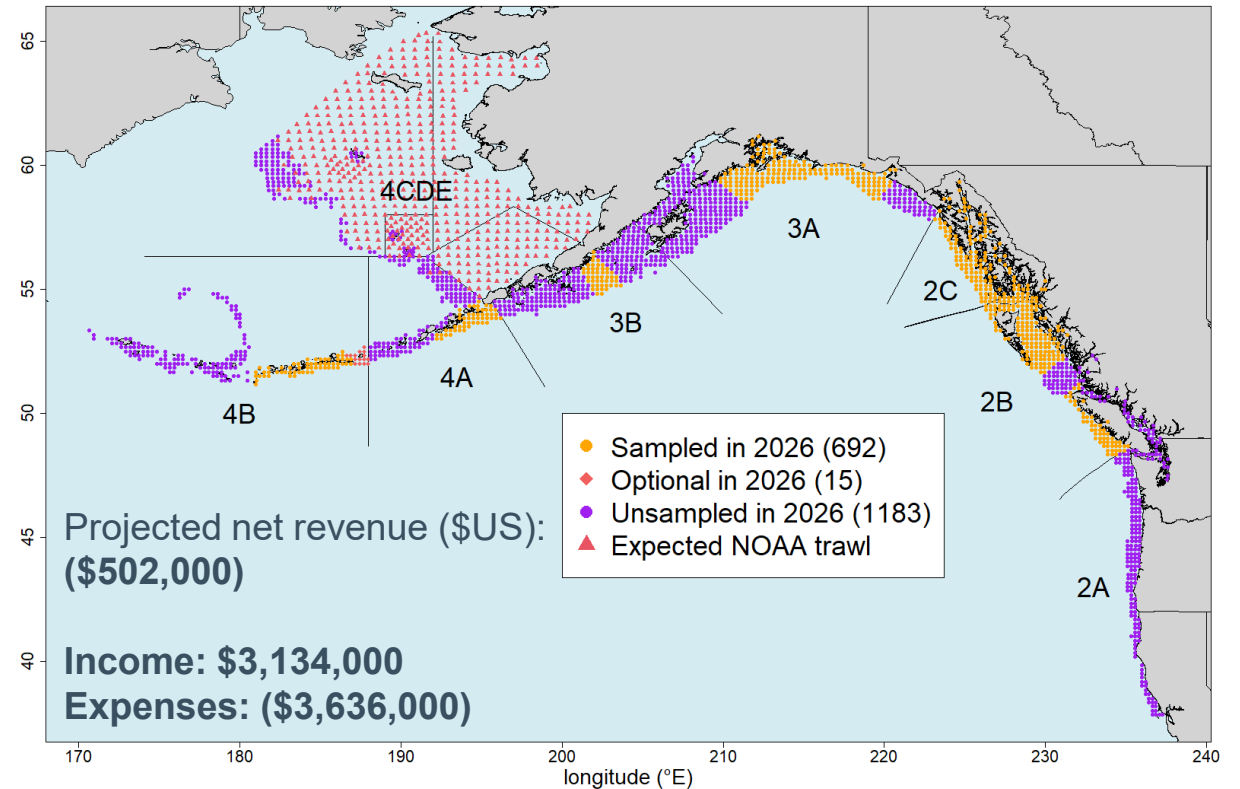 65
60
55
50
45
40
4CDE
3A
2C
3B
4A
2B
4B
2A
Sampled in 2026 (692)
Optional in 2026 (15)
Unsampled in 2026 (1183)
Expected NOAA trawl
Projected net revenue ($US):
($502,000)
Income: $3,134,000
Expenses: ($3,636,000)
170 180 190 200 210 220 230 240
longitude (°E)